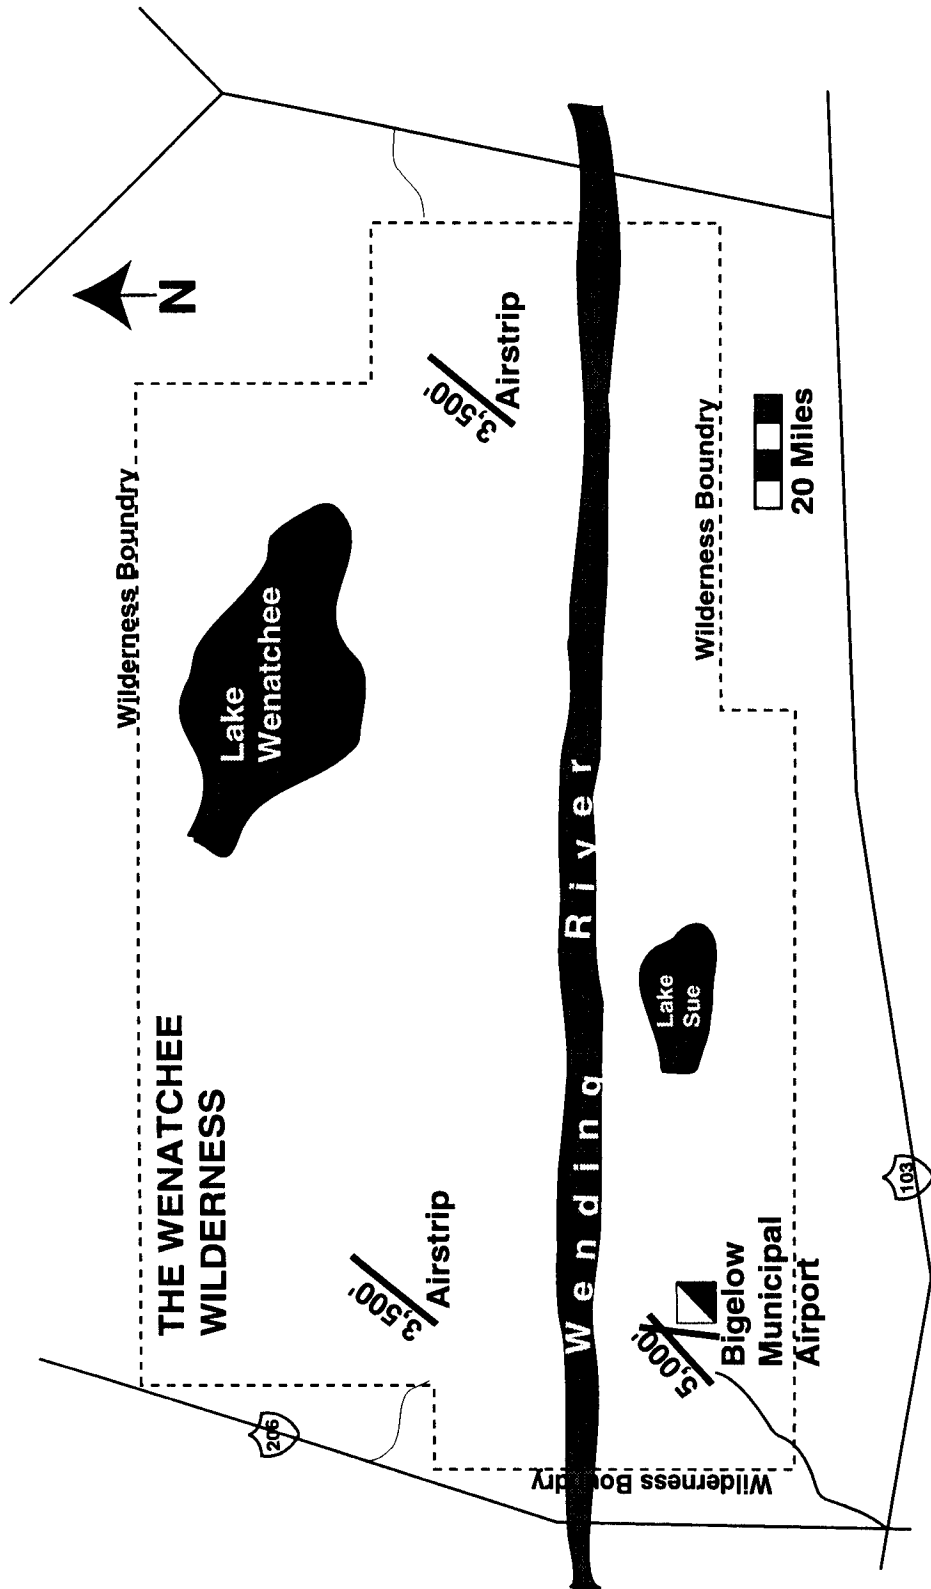 THE WENATCHEE
WILDERNESS
Wilderness Boundry
N
206
3,500'
Airstrip
Lake
Wenatchee
3,500'
Airstrip
Wending River
Wilderness Boundry
5,000'
Bigelow
Municipal
Airport
Lake
Sue
Wilderness Boundry
20 Miles
103